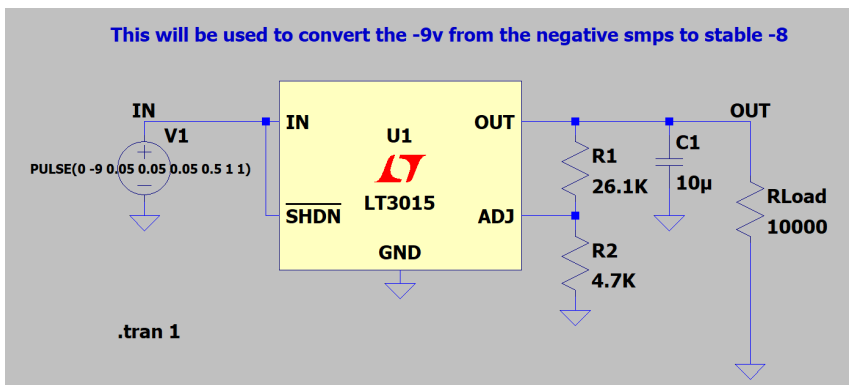 This will be used to convert the -9v from the negative smps to stable -8
IN
V1
PULSE(0 -9 0.05 0.05 0.05 0.5 1 1)
IN
SHDN
U1
LT3015
GND
OUT
ADJ
R1
26.1K
R2
4.7K
C1
10µ
OUT
RLoad
10000
.tran 1